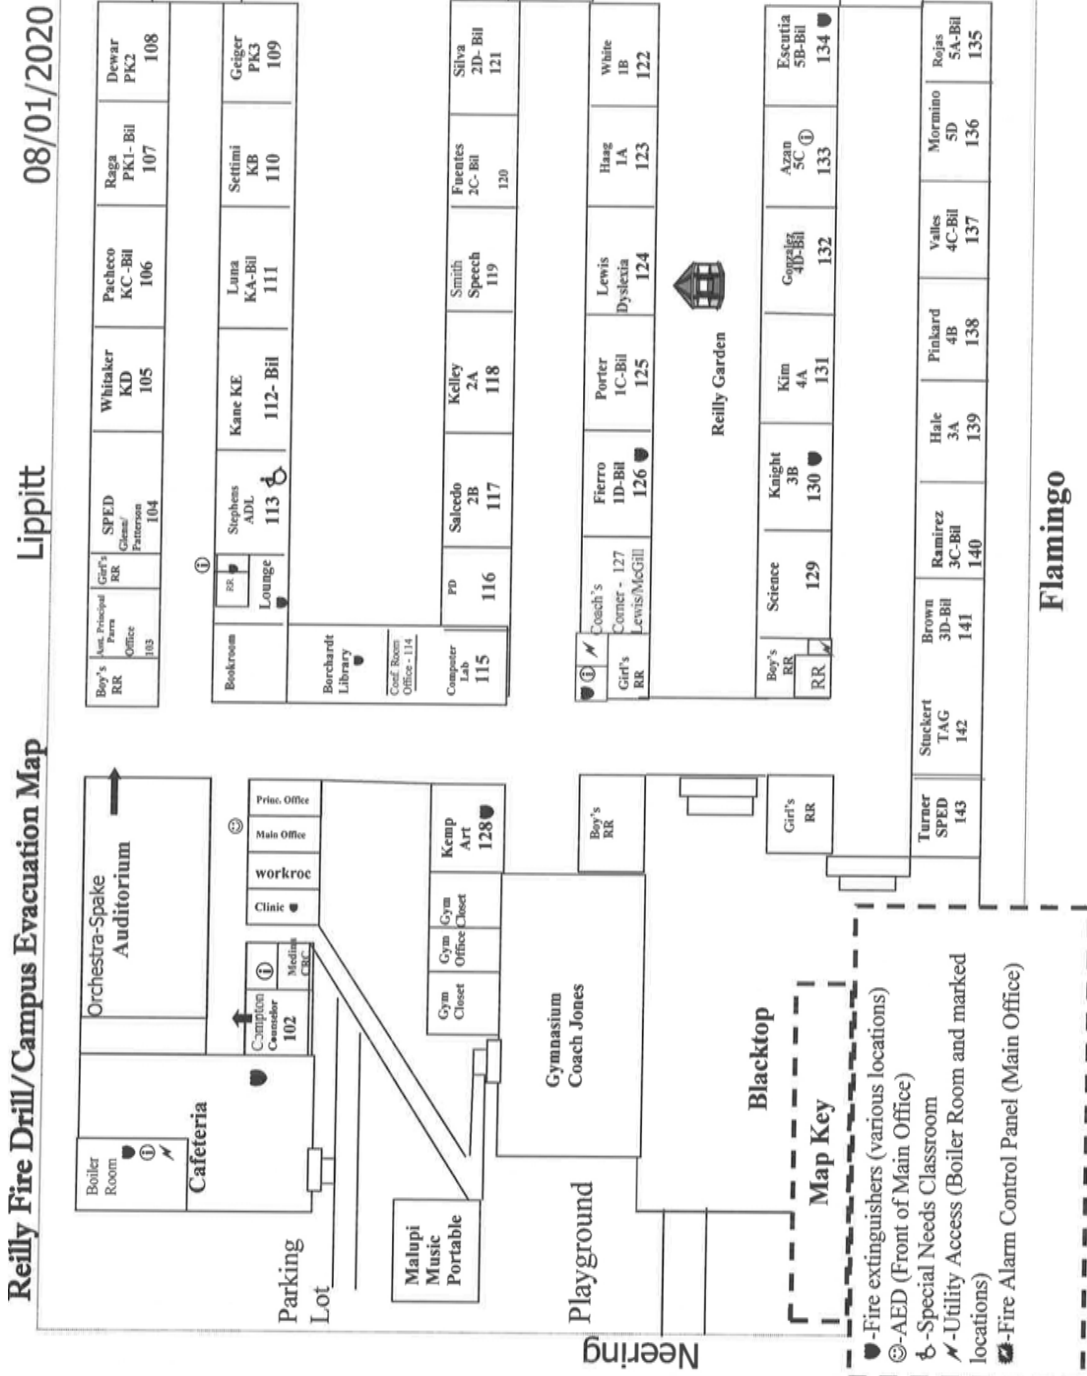 Reilly Fire Drill/Campus Evacuation Map
Lippitt
08/01/2020
Boy's
RR
Asst. Principal
Parra
Office
103
Girl's
RR
SPED
Glenn/
Patterson
104
Whitaker
KD
105
Pacheco
KC -Bil
106
Raga
PK1- Bil
107
Dewar
PK2
108
Orchestra-Spake
Auditorium
Bookroom
RR
Lounge
Stephens
ADL
113
Kane KE
112- Bil
Luna
KA-Bil
111
Settimi
KB
110
Geiger
PK3
109
Princ. Office
Main Office
workroc
Clinic
Medina
CRC
Compton
Counselor
102
Boiler
Room
Cafeteria
Borchardt
Library
Conf. Room
Office - 114
Computer
Lab
115
PD
116
Salcedo
2B
117
Kelley
2A
118
Smith
Speech
119
Fuentes
2C- Bil
120
Silva
2D- Bil
121
Kemp
Art
128
Gym
Closet
Gym
Office
Gym
Closet
Parking
Lot
Malupi
Music
Portable
Gymnasium
Coach Jones
Playground
Neering
Boy's
RR
Girl's
RR
Coach's
Corner - 127
Lewis/McGill
Fierro
1D-Bil
126
Porter
1C-Bil
125
Lewis
Dyslexia
124
Haag
1A
123
White
1B
122
Reilly Garden
Girl's
RR
Boy's
RR
RR
Science
129
Knight
3B
130
Kim
4A
131
Gonzalez
4D-Bil
132
Azan
5C
133
Escutia
5B-Bil
134
Blacktop
Turner
SPED
143
Stuckert
TAG
142
Brown
3D-Bil
141
Ramirez
3C-Bil
140
Hale
3A
139
Pinkard
4B
138
Valles
4C-Bil
137
Mormino
5D
136
Rojas
5A-Bil
135
Flamingo
Map Key
-Fire extinguishers (various locations)
-AED (Front of Main Office)
-Special Needs Classroom
-Utility Access (Boiler Room and marked
locations)
-Fire Alarm Control Panel (Main Office)